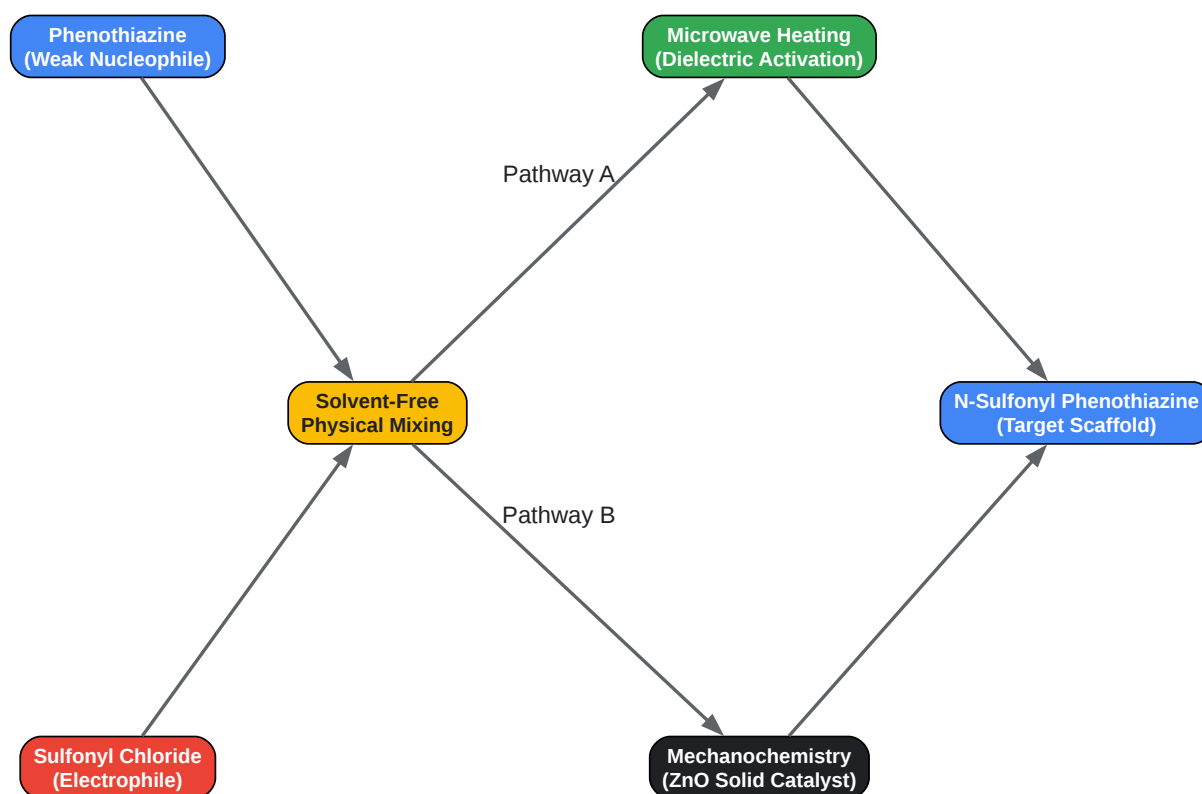 Phenothiazine
(Weak Nucleophile)
Microwave Heating
(Dielectric Activation)
Pathway A
Solvent-Free
Physical Mixing
N-Sulfonyl Phenothiazine
(Target Scaffold)
Pathway B
Sulfonyl Chloride
(Electrophile)
Mechanochemistry
(ZnO Solid Catalyst)